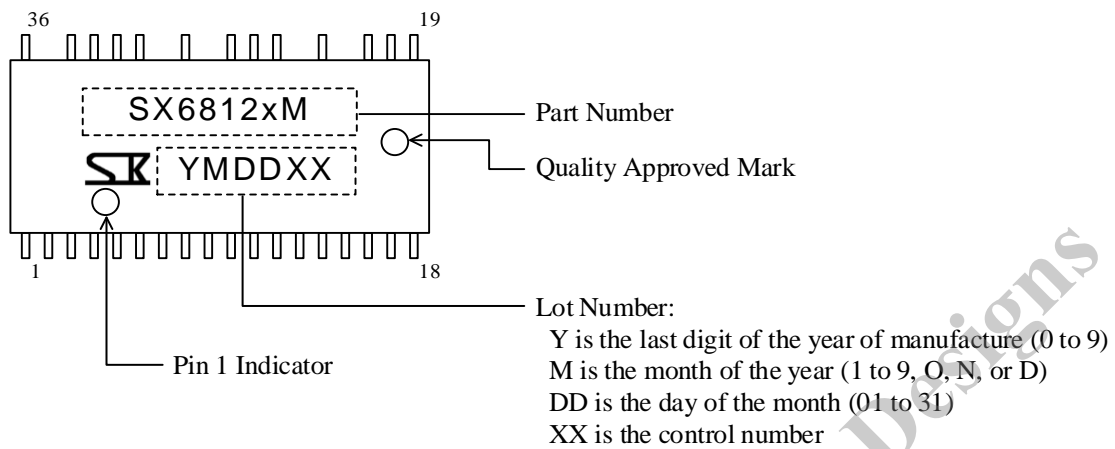 36 19
SX6812xM
Part Number
Quality Approved Mark
SK YMDDXX
1 18
Lot Number:
Y is the last digit of the year of manufacture (0 to 9)
Pin 1 Indicator
M is the month of the year (1 to 9, O, N, or D)
DD is the day of the month (01 to 31)
XX is the control number
Designs